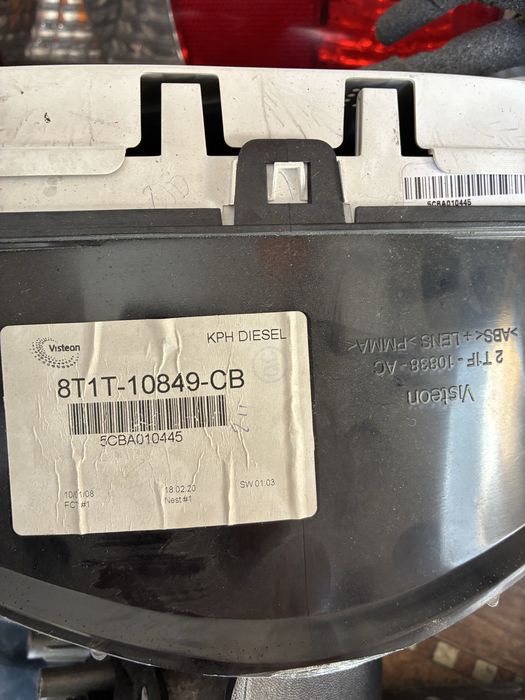 5CBA010445
Visteon
KPH DIESEL
8T1T-10849-CB
5CBA010445
10/01/08
18.02.20
SW 01.03
FCT #1
Nest #1
Visteon
2 T1F - 10838 - AC
>ABS< + LENS >PMMA<